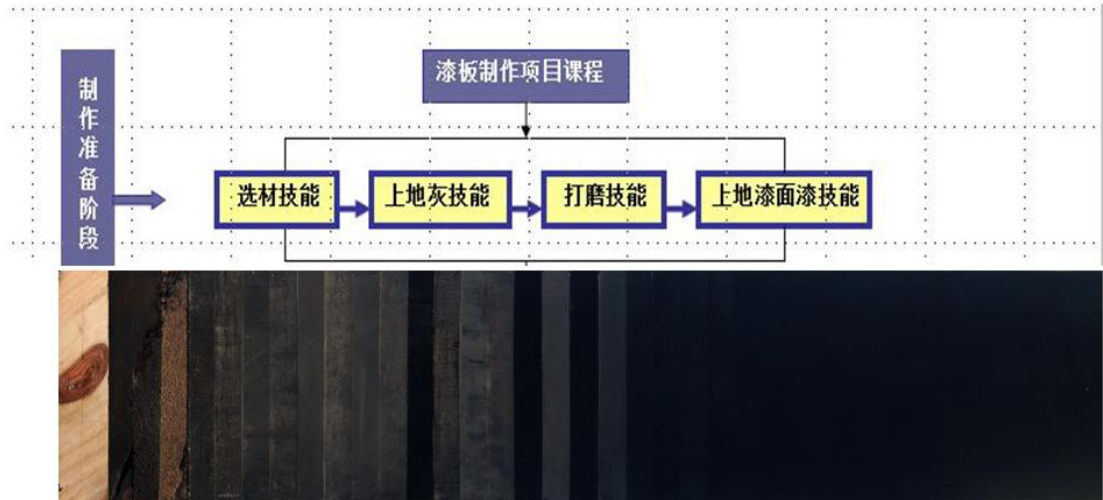 制作准备阶段
漆板制作项目课程
选材技能
上地灰技能
打磨技能
上地漆面漆技能